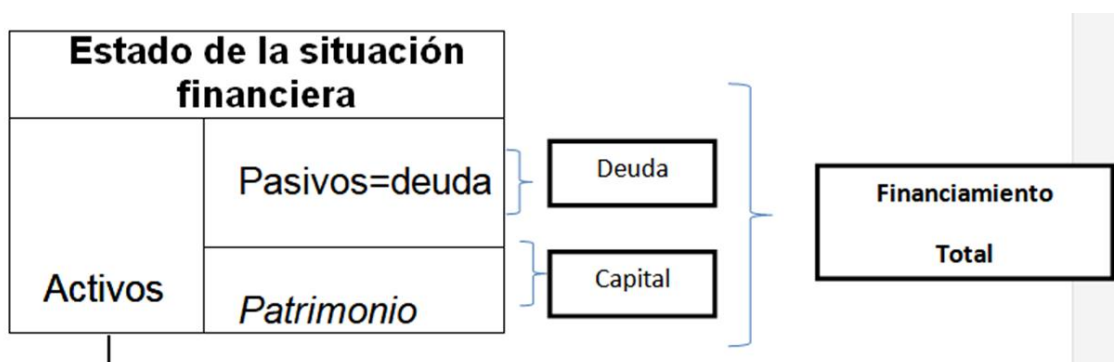 Estado de la situación
financiera
Activos
Pasivos=deuda
Patrimonio
Deuda
Capital
Financiamiento
Total